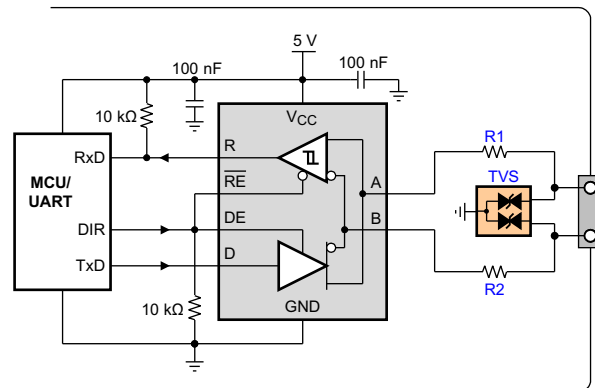 5 V
100 nF
100 nF
10 kΩ
VCC
R1
RxD
R
TVS
MCU/
UART
RE
A
DIR
DE
B
TxD
D
R2
10 kΩ
GND